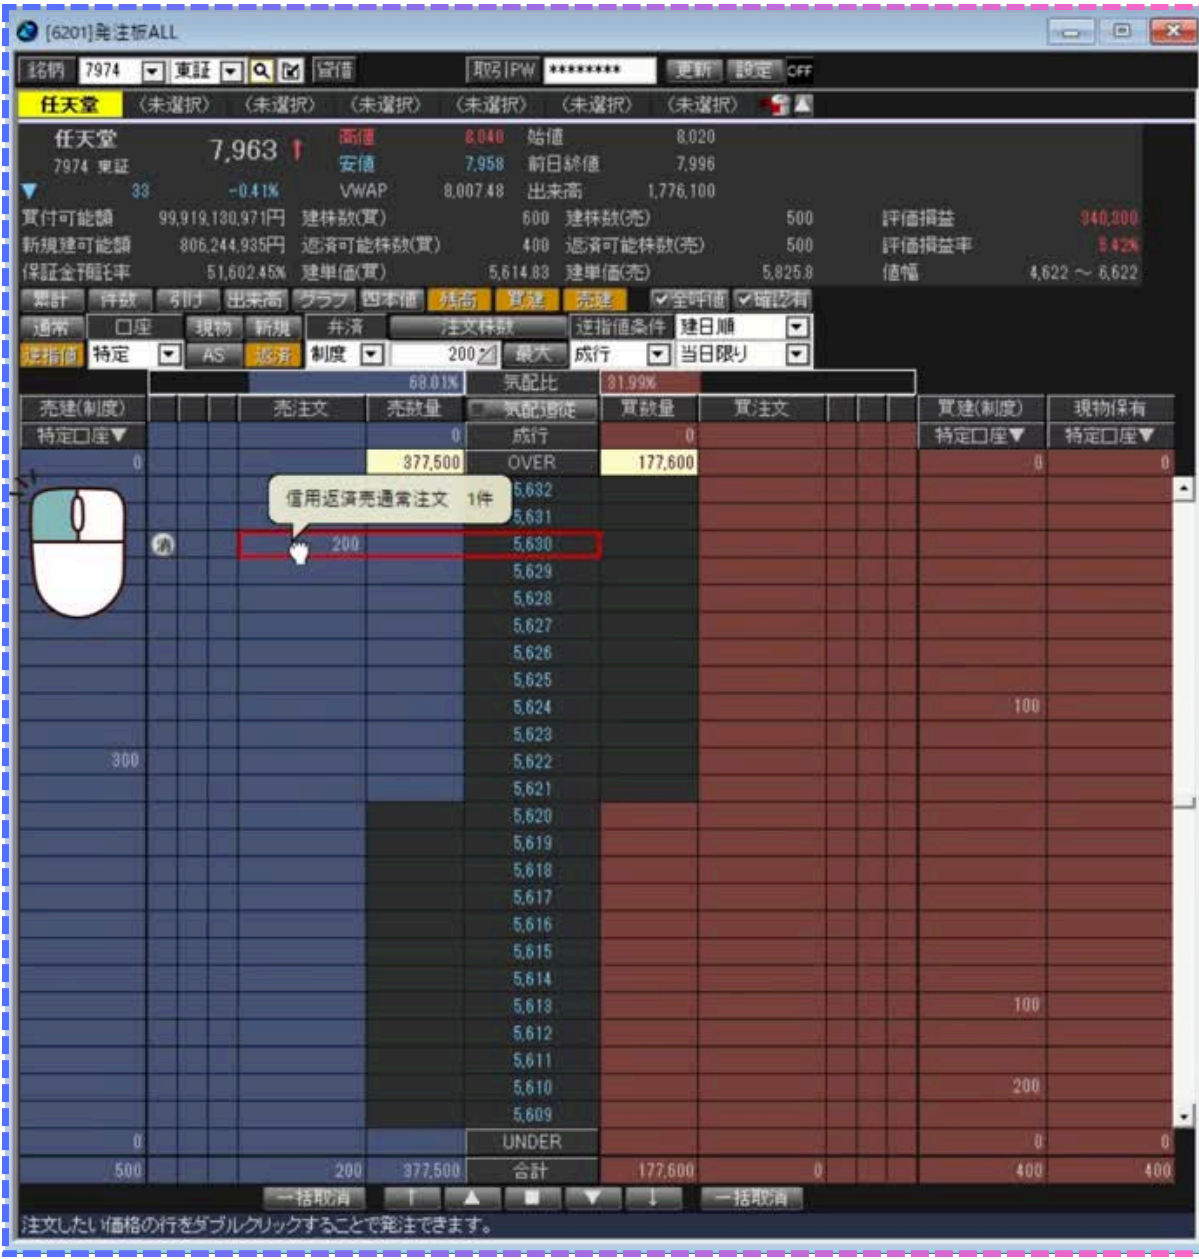 [6201]発注板ALL
銘柄 7974 東証 貸借 取引PW ******** 更新 設定 OFF
任天堂 (未選択) (未選択) (未選択) (未選択) (未選択) (未選択)
任天堂 7,963 ↑ 高値 8,040 始値 8,020
7974 東証 安値 7,958 前日終値 7,996
▼ 33 -0.41% VWAP 8,007.48 出来高 1,776,100
買付可能額 99,919,130,971円 建株数(買) 600 建株数(売) 500 評価損益 340,300
新規建可能額 806,244,935円 返済可能株数(買) 400 返済可能株数(売) 500 評価損益率 5.42%
保証金預託率 51,602.45% 建単価(買) 5,614.83 建単価(売) 5,825.8 値幅 4,622 ～ 6,622
累計 件数 引け 出来高 グラフ 四本値 残高 買建 売建 全呼値 確認有
通常 口座 現物 新規 弁済 注文株数 逆指値条件 建日順
逆指値 特定 AS 返済 制度 200 最大 成行 当日限り
68.01% 気配比 31.99%
売建(制度) 売注文 売数量 気配追従 買数量 買注文 買建(制度) 現物保有
特定口座▼ 0 成行 0 特定口座▼ 特定口座▼
0 377,500 OVER 177,600 0 0
5,632
信用返済売通常注文 1件
5,631
消 200 5,630
5,629
5,628
5,627
5,626
5,625
5,624 100
5,623
300 5,622
5,621
5,620
5,619
5,618
5,617
5,616
5,615
5,614
5,613 100
5,612
5,611
5,610 200
5,609
0 UNDER 0 0
500 200 377,500 合計 177,600 0 400 400
一括取消 ↑ ▲ ■ ▼ ↓ 一括取消
注文したい価格の行をダブルクリックすることで発注できます。